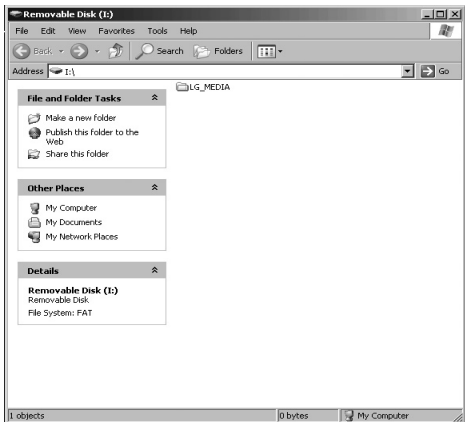 Removable Disk (I:)
File Edit View Favorites Tools Help
Back Search Folders
Address I:\ Go
File and Folder Tasks
Make a new folder
Publish this folder to the
Web
Share this folder
Other Places
My Computer
My Documents
My Network Places
Details
Removable Disk (I:)
Removable Disk
File System: FAT
LG_MEDIA
1 objects 0 bytes My Computer